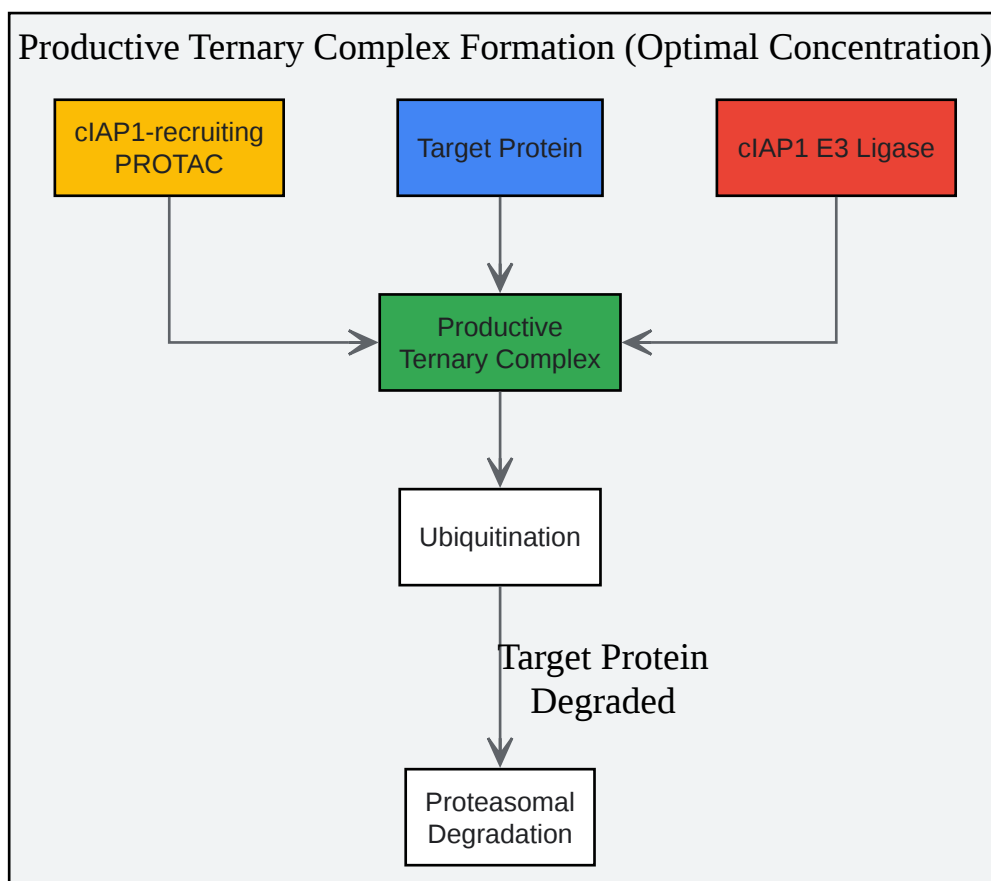 Productive Ternary Complex Formation (Optimal Concentration)
cIAP1-recruiting
PROTAC
Target Protein
cIAP1 E3 Ligase
Productive
Ternary Complex
Ubiquitination
Target Protein
Degraded
Proteasomal
Degradation